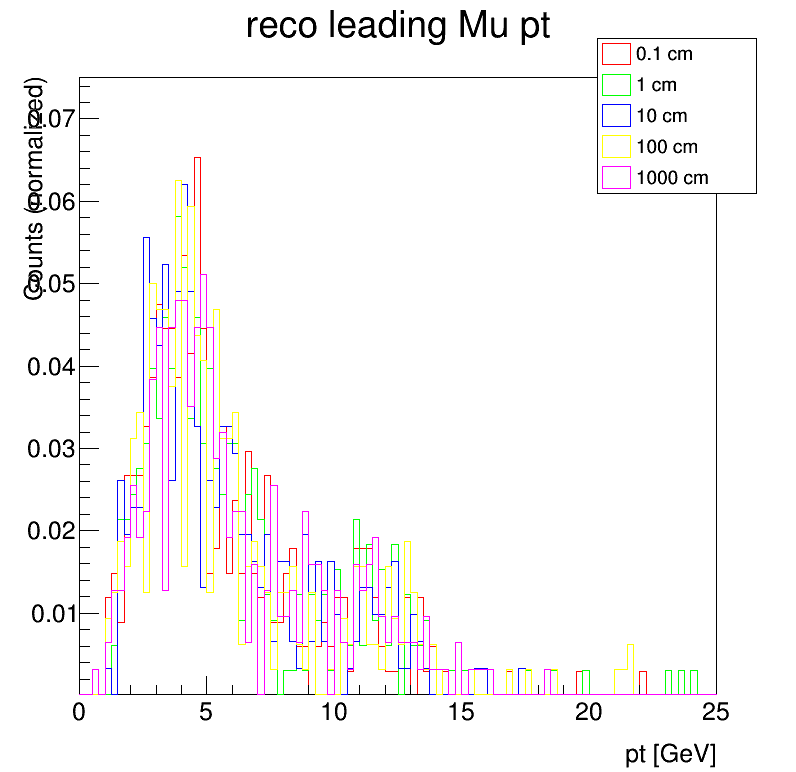 reco leading Mu pt
0.1 cm
1 cm
10 cm
100 cm
1000 cm
Counts (normalized)
0.07
0.06
0.05
0.04
0.03
0.02
0.01
0 5 10 15 20 25
pt [GeV]